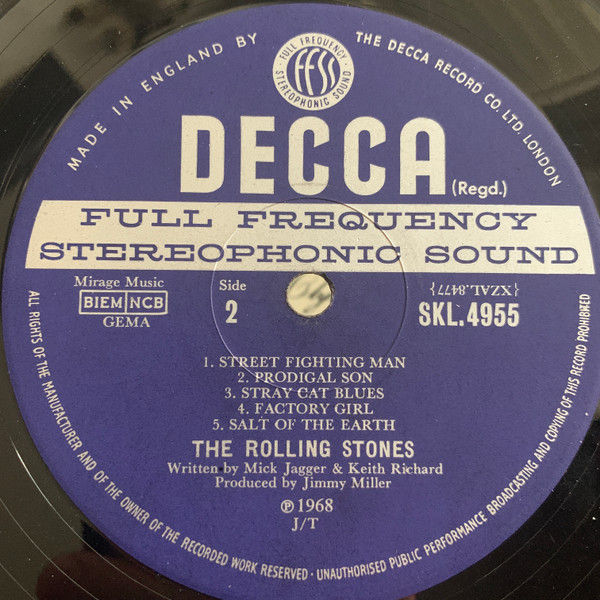 MADE IN ENGLAND BY
THE DECCA RECORD CO. LTD. LONDON
FULL FREQUENCY
FFSS
STEREOPHONIC SOUND
DECCA
(Regd.)
FULL FREQUENCY
STEREOPHONIC SOUND
Mirage Music
BIEM NCB
GEMA
Side
2
{XZAL.8477}
SKL.4955
1. STREET FIGHTING MAN
2. PRODIGAL SON
3. STRAY CAT BLUES
4. FACTORY GIRL
5. SALT OF THE EARTH
THE ROLLING STONES
Written by Mick Jagger & Keith Richard
Produced by Jimmy Miller
℗1968
J/T
ALL RIGHTS OF THE MANUFACTURER AND OF THE OWNER OF THE RECORDED WORK RESERVED · UNAUTHORISED PUBLIC PERFORMANCE BROADCASTING AND COPYING OF THIS RECORD PROHIBITED